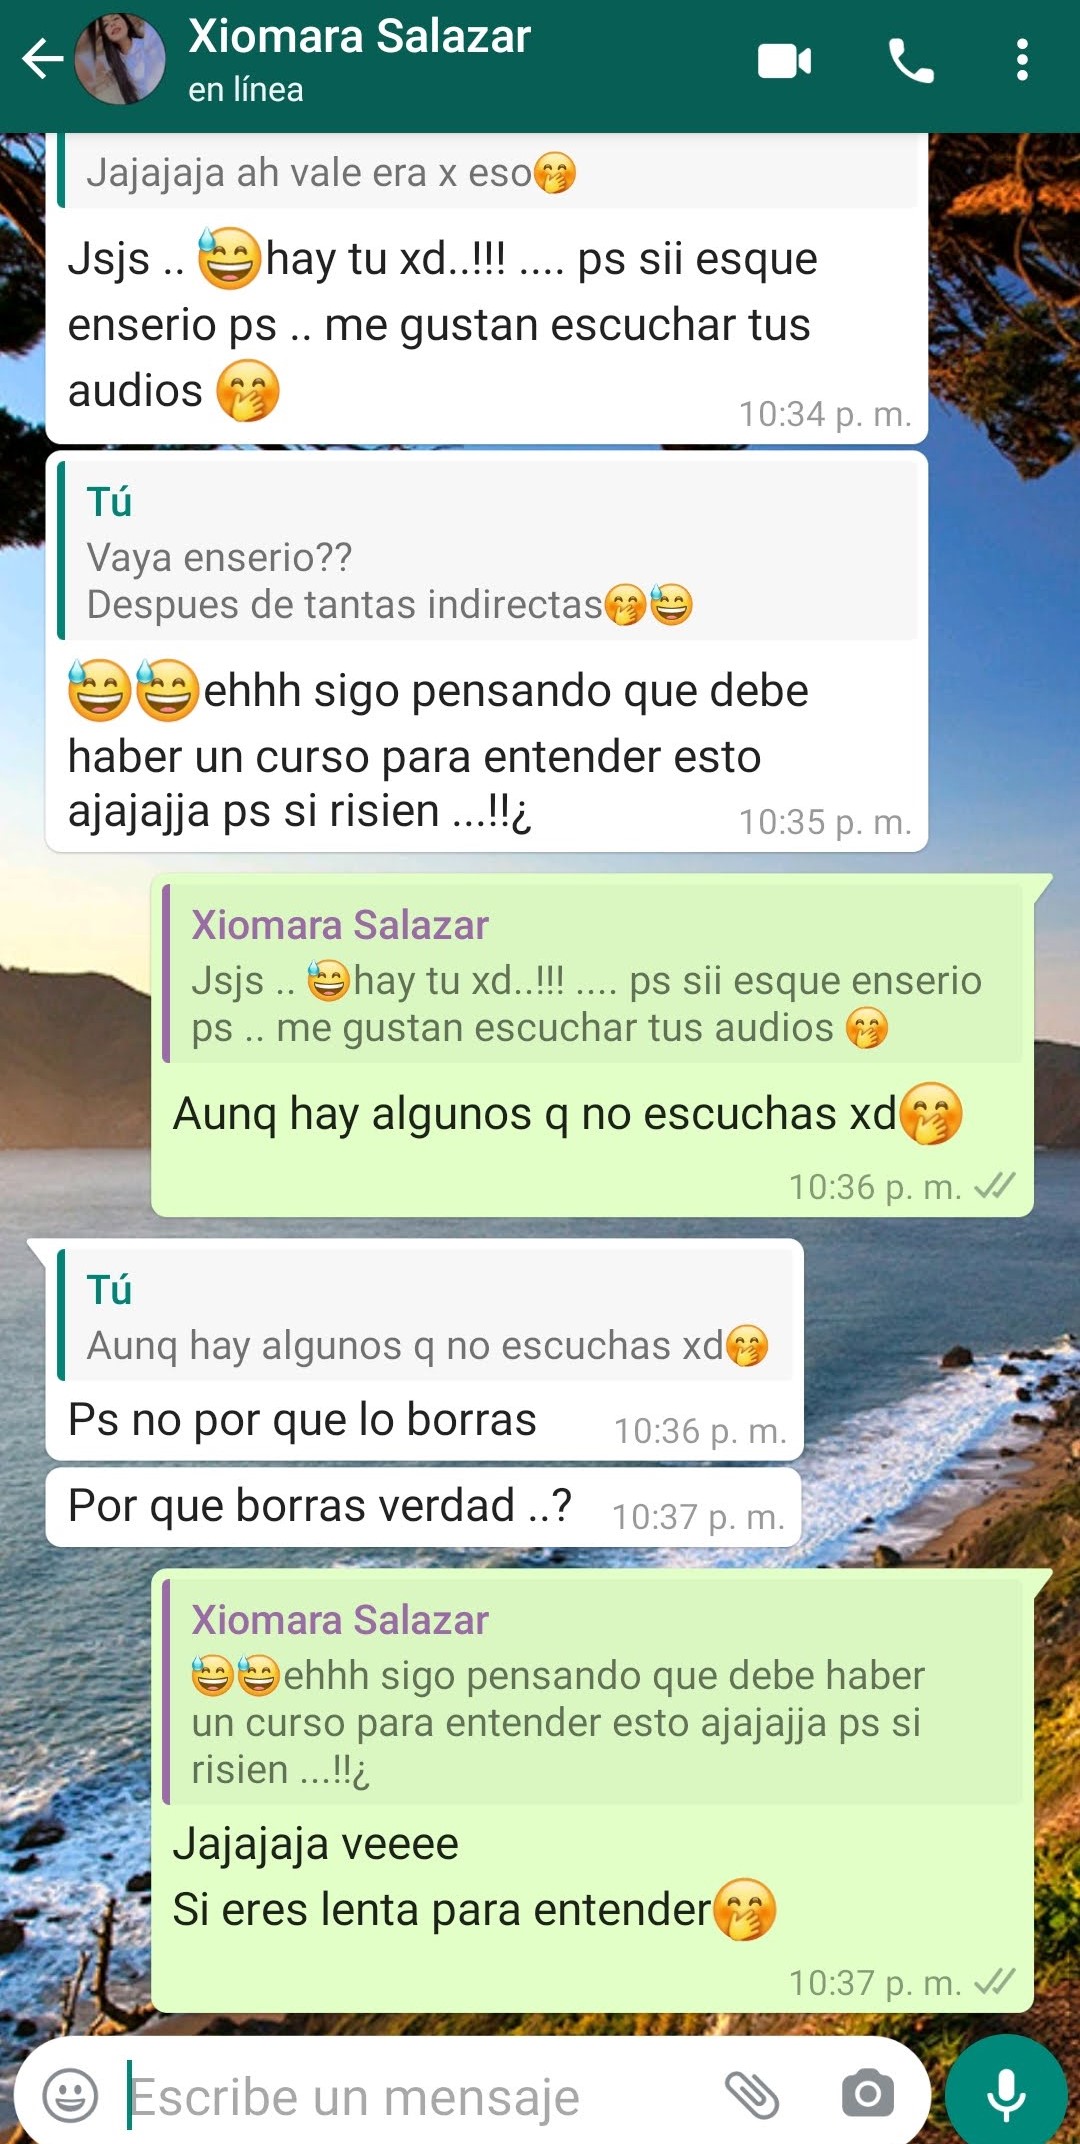 Xiomara Salazar
en línea
Jajajaja ah vale era x eso🤭
Jsjs .. 😅hay tu xd..!!! .... ps sii esque
enserio ps .. me gustan escuchar tus
audios 🤭
10:34 p. m.
Tú
Vaya enserio??
Despues de tantas indirectas🤭😅
😅😅ehhh sigo pensando que debe
haber un curso para entender esto
ajajajja ps si risien ...!!¿
10:35 p. m.
Xiomara Salazar
Jsjs .. 😅hay tu xd..!!! .... ps sii esque enserio
ps .. me gustan escuchar tus audios 🤭
Aunq hay algunos q no escuchas xd🤭
10:36 p. m.
Tú
Aunq hay algunos q no escuchas xd🤭
Ps no por que lo borras
10:36 p. m.
Por que borras verdad ..?
10:37 p. m.
Xiomara Salazar
😅😅ehhh sigo pensando que debe haber
un curso para entender esto ajajajja ps si
risien ...!!¿
Jajajaja veeee
Si eres lenta para entender🤭
10:37 p. m.
Escribe un mensaje